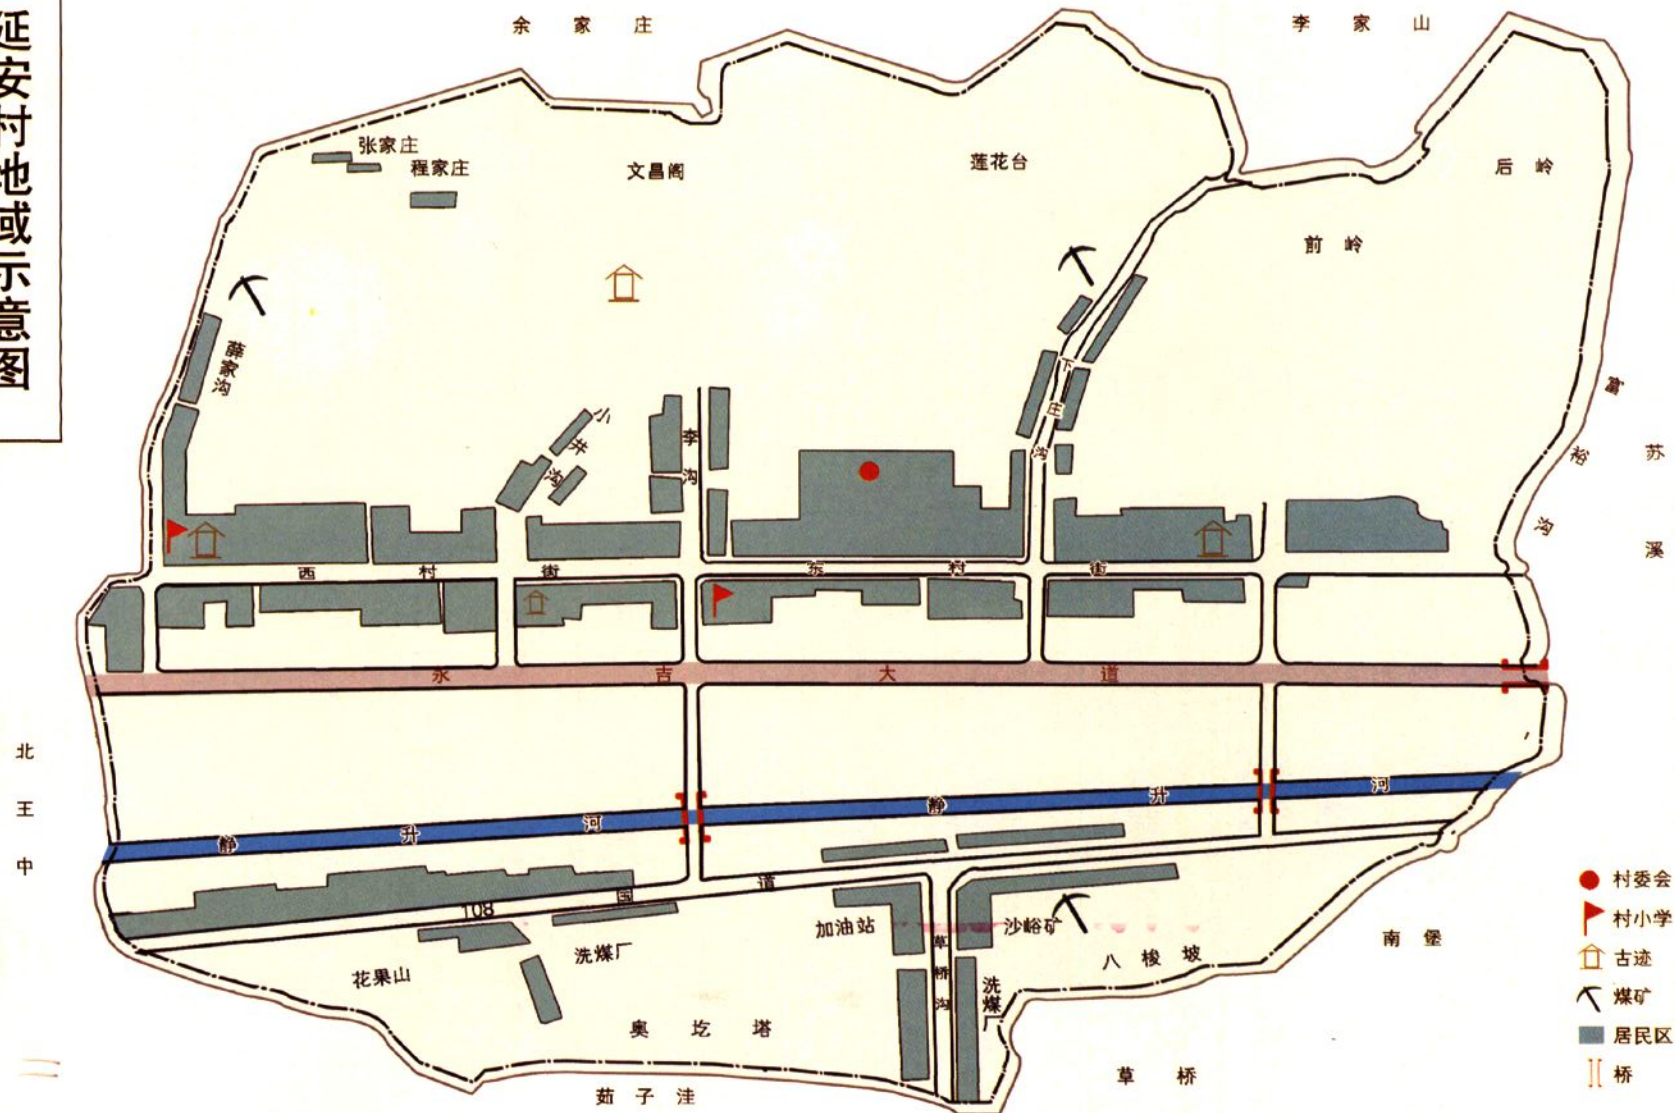 延安村地域示意图
余家庄
李家山
张家庄
程家庄
文昌阁
莲花台
后岭
前岭
薛家沟
小井沟
李沟
下庄沟
富裕沟
苏溪
西村街
东村街
永吉大道
北王中
静升河
静升河
108国道
加油站
沙峪矿
洗煤厂
花果山
草桥沟
洗煤厂
八梭坡
南堡
奥圪塔
茹子洼
草桥
村委会
村小学
古迹
煤矿
居民区
桥